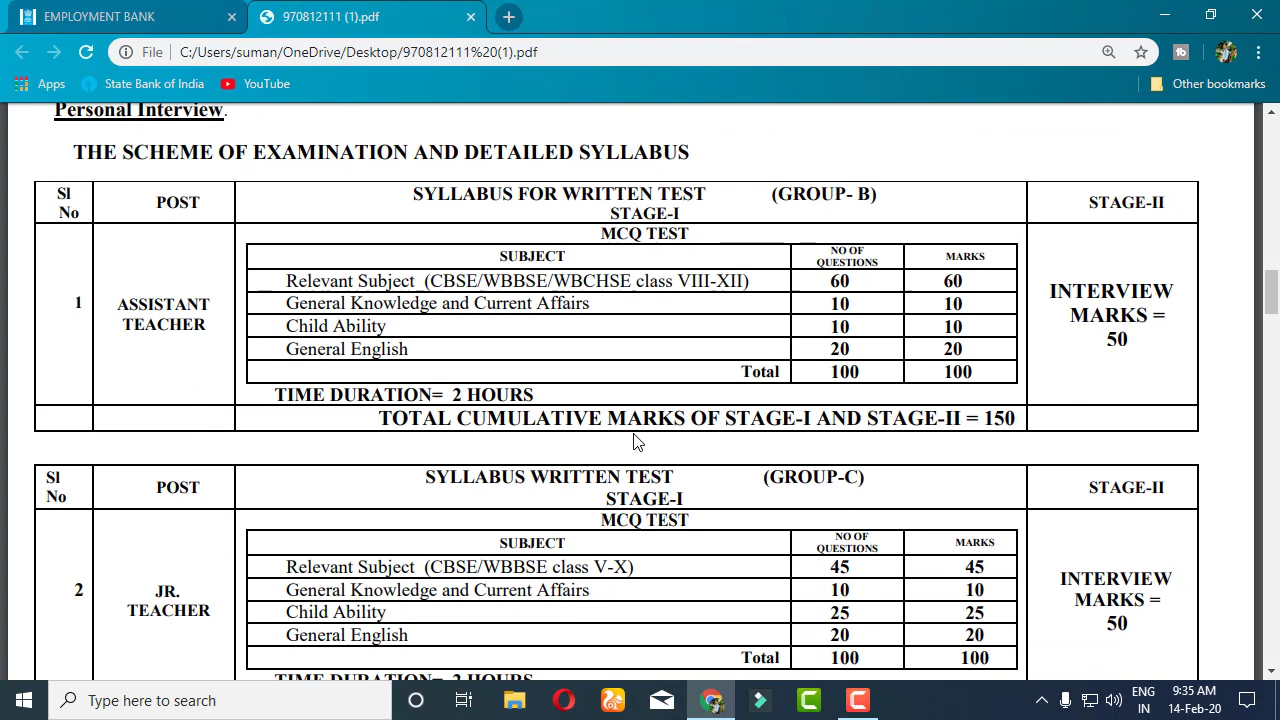 EMPLOYMENT BANK
970812111 (1).pdf
File C:/Users/suman/OneDrive/Desktop/970812111%20(1).pdf
Apps State Bank of India YouTube Other bookmarks
Personal Interview.
THE SCHEME OF EXAMINATION AND DETAILED SYLLABUS
Sl No POST SYLLABUS FOR WRITTEN TEST (GROUP- B) STAGE-I STAGE-II
MCQ TEST
SUBJECT NO OF QUESTIONS MARKS
1 ASSISTANT TEACHER
Relevant Subject (CBSE/WBBSE/WBCHSE class VIII-XII) 60 60
General Knowledge and Current Affairs 10 10
Child Ability 10 10
General English 20 20
Total 100 100
INTERVIEW MARKS = 50
TIME DURATION= 2 HOURS
TOTAL CUMULATIVE MARKS OF STAGE-I AND STAGE-II = 150
Sl No POST SYLLABUS WRITTEN TEST (GROUP-C) STAGE-I STAGE-II
MCQ TEST
SUBJECT NO OF QUESTIONS MARKS
2 JR. TEACHER
Relevant Subject (CBSE/WBBSE class V-X) 45 45
General Knowledge and Current Affairs 10 10
Child Ability 25 25
General English 20 20
Total 100 100
INTERVIEW MARKS = 50
TIME DURATION= 2 HOURS
Type here to search
ENG IN
9:35 AM
14-Feb-20